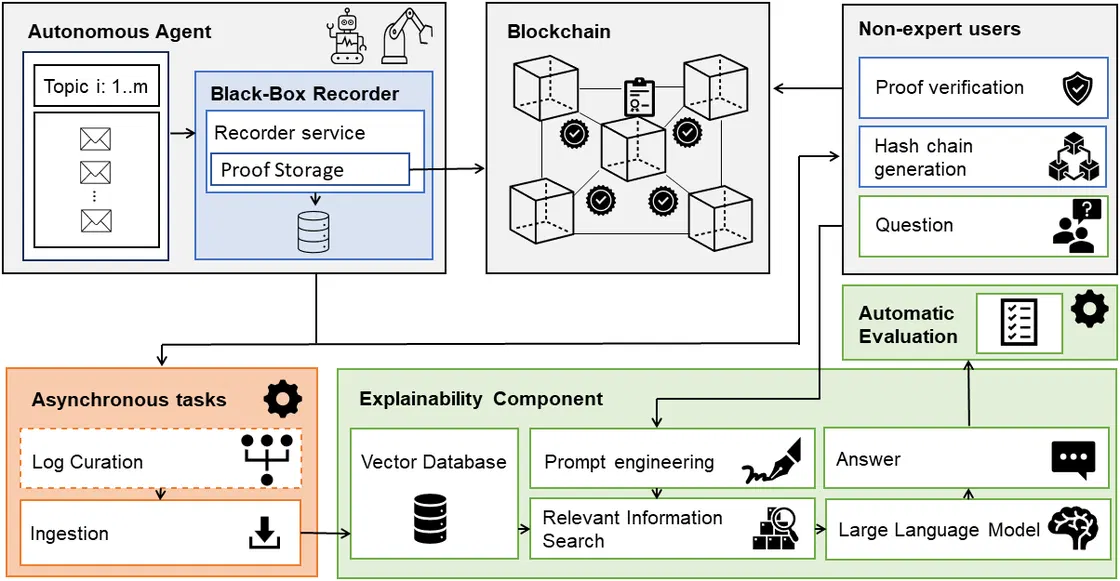 Autonomous Agent
Topic i: 1..m
Black-Box Recorder
Recorder service
Proof Storage
Blockchain
Non-expert users
Proof verification
Hash chain
generation
Question
?
Automatic
Evaluation
Asynchronous tasks
Log Curation
Ingestion
Explainability Component
Vector Database
Prompt engineering
Relevant Information
Search
Answer
Large Language Model